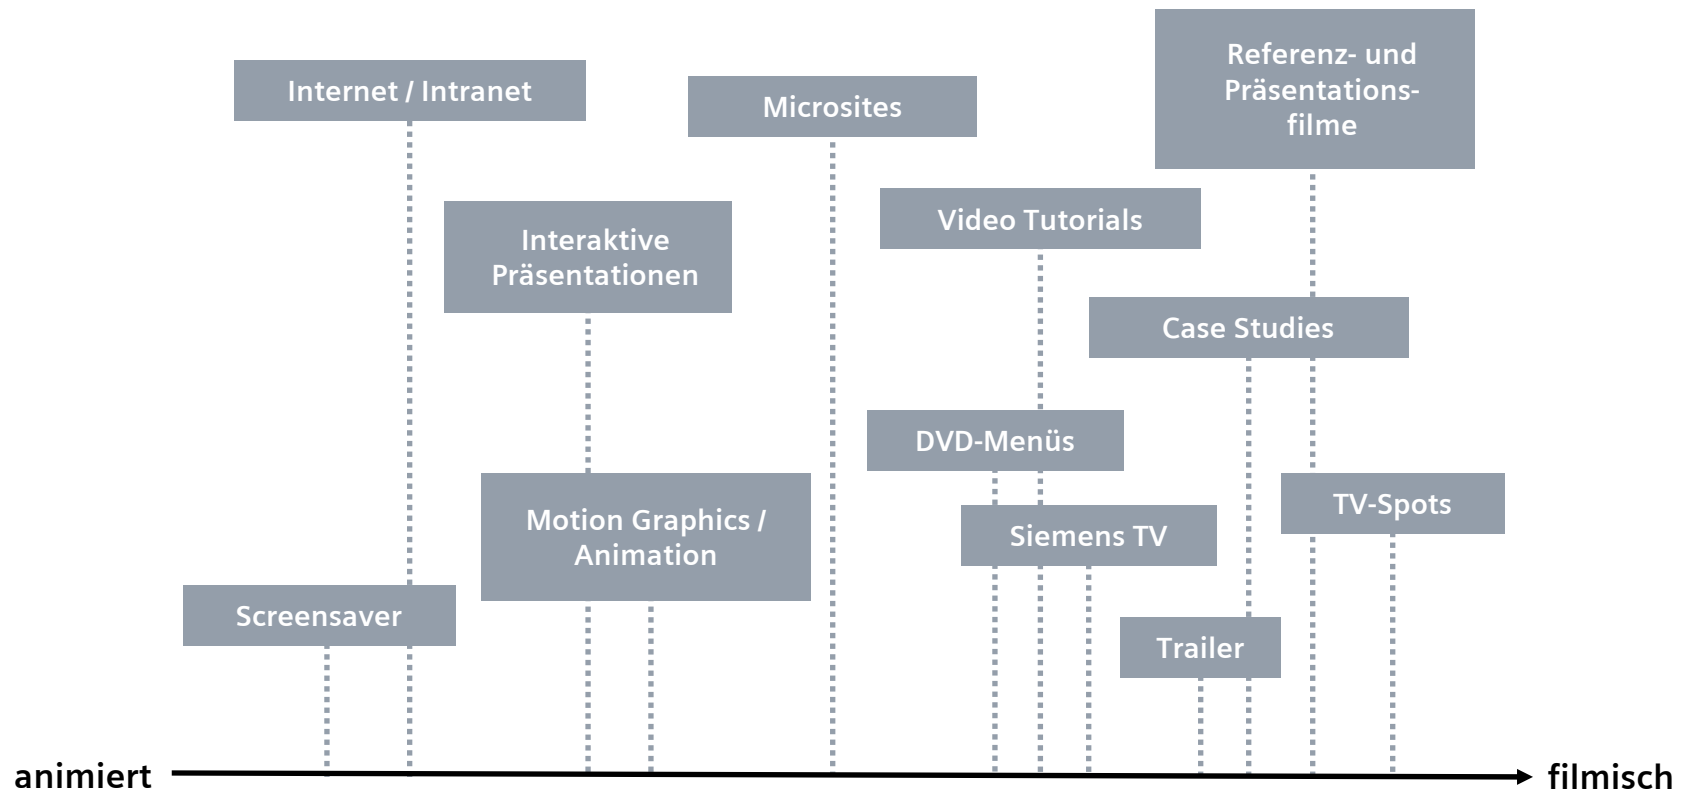 Referenz- und
Präsentations-
filme
Internet / Intranet
Microsites
Video Tutorials
Interaktive
Präsentationen
Case Studies
DVD-Menüs
TV-Spots
Motion Graphics /
Animation
Siemens TV
Screensaver
Trailer
animiert
filmisch